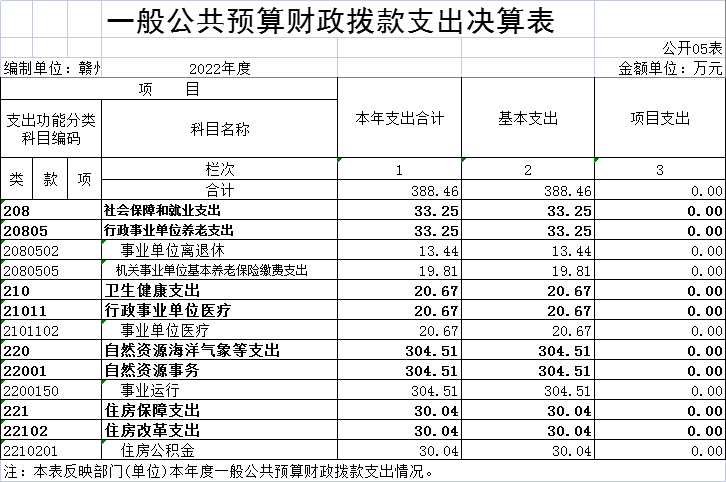 一般公共预算财政拨款支出决算表
公开05表
编制单位：赣州 2022年度 金额单位：万元
项 目 本年支出合计 基本支出 项目支出
支出功能分类科目编码 科目名称
类 款 项 栏次 1 2 3
合计 388.46 388.46 0.00
208 社会保障和就业支出 33.25 33.25 0.00
20805 行政事业单位养老支出 33.25 33.25 0.00
2080502 事业单位离退休 13.44 13.44 0.00
2080505 机关事业单位基本养老保险缴费支出 19.81 19.81 0.00
210 卫生健康支出 20.67 20.67 0.00
21011 行政事业单位医疗 20.67 20.67 0.00
2101102 事业单位医疗 20.67 20.67 0.00
220 自然资源海洋气象等支出 304.51 304.51 0.00
22001 自然资源事务 304.51 304.51 0.00
2200150 事业运行 304.51 304.51 0.00
221 住房保障支出 30.04 30.04 0.00
22102 住房改革支出 30.04 30.04 0.00
2210201 住房公积金 30.04 30.04 0.00
注：本表反映部门(单位)本年度一般公共预算财政拨款支出情况。